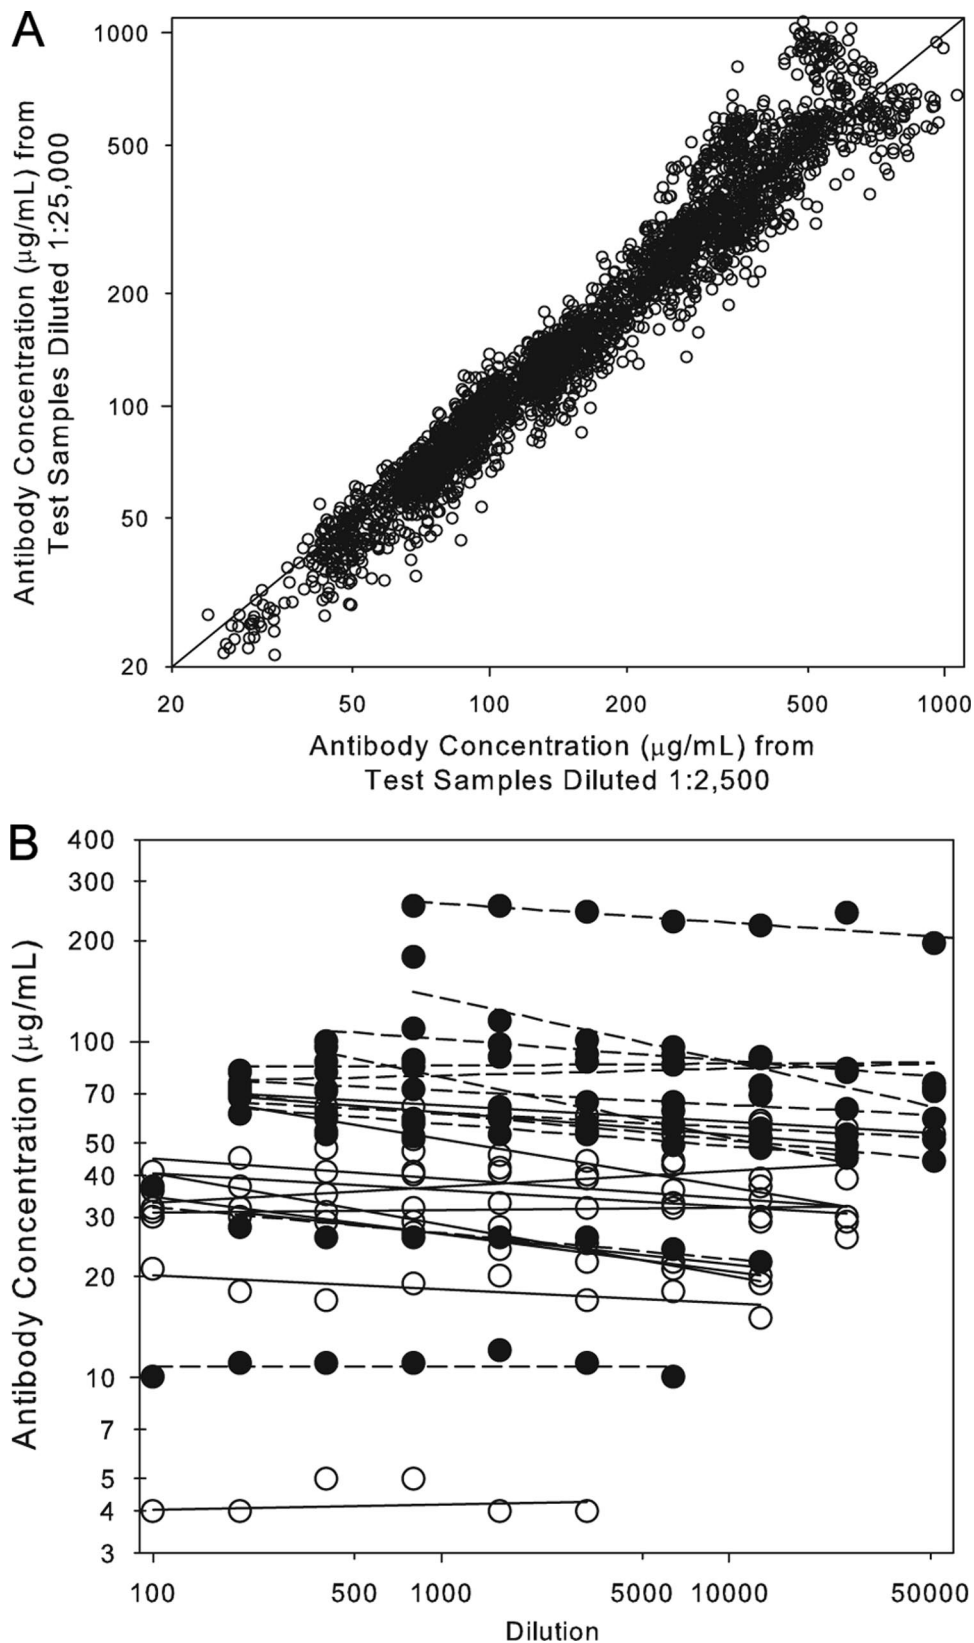 A
Antibody Concentration (μg/mL) from
Test Samples Diluted 1:25,000
1000
500
200
100
50
20
20 50 100 200 500 1000
Antibody Concentration (μg/mL) from
Test Samples Diluted 1:2,500
B
Antibody Concentration (μg/mL)
400
300
200
100
70
50
40
30
20
10
7
5
4
3
100 500 1000 5000 10000 50000
Dilution